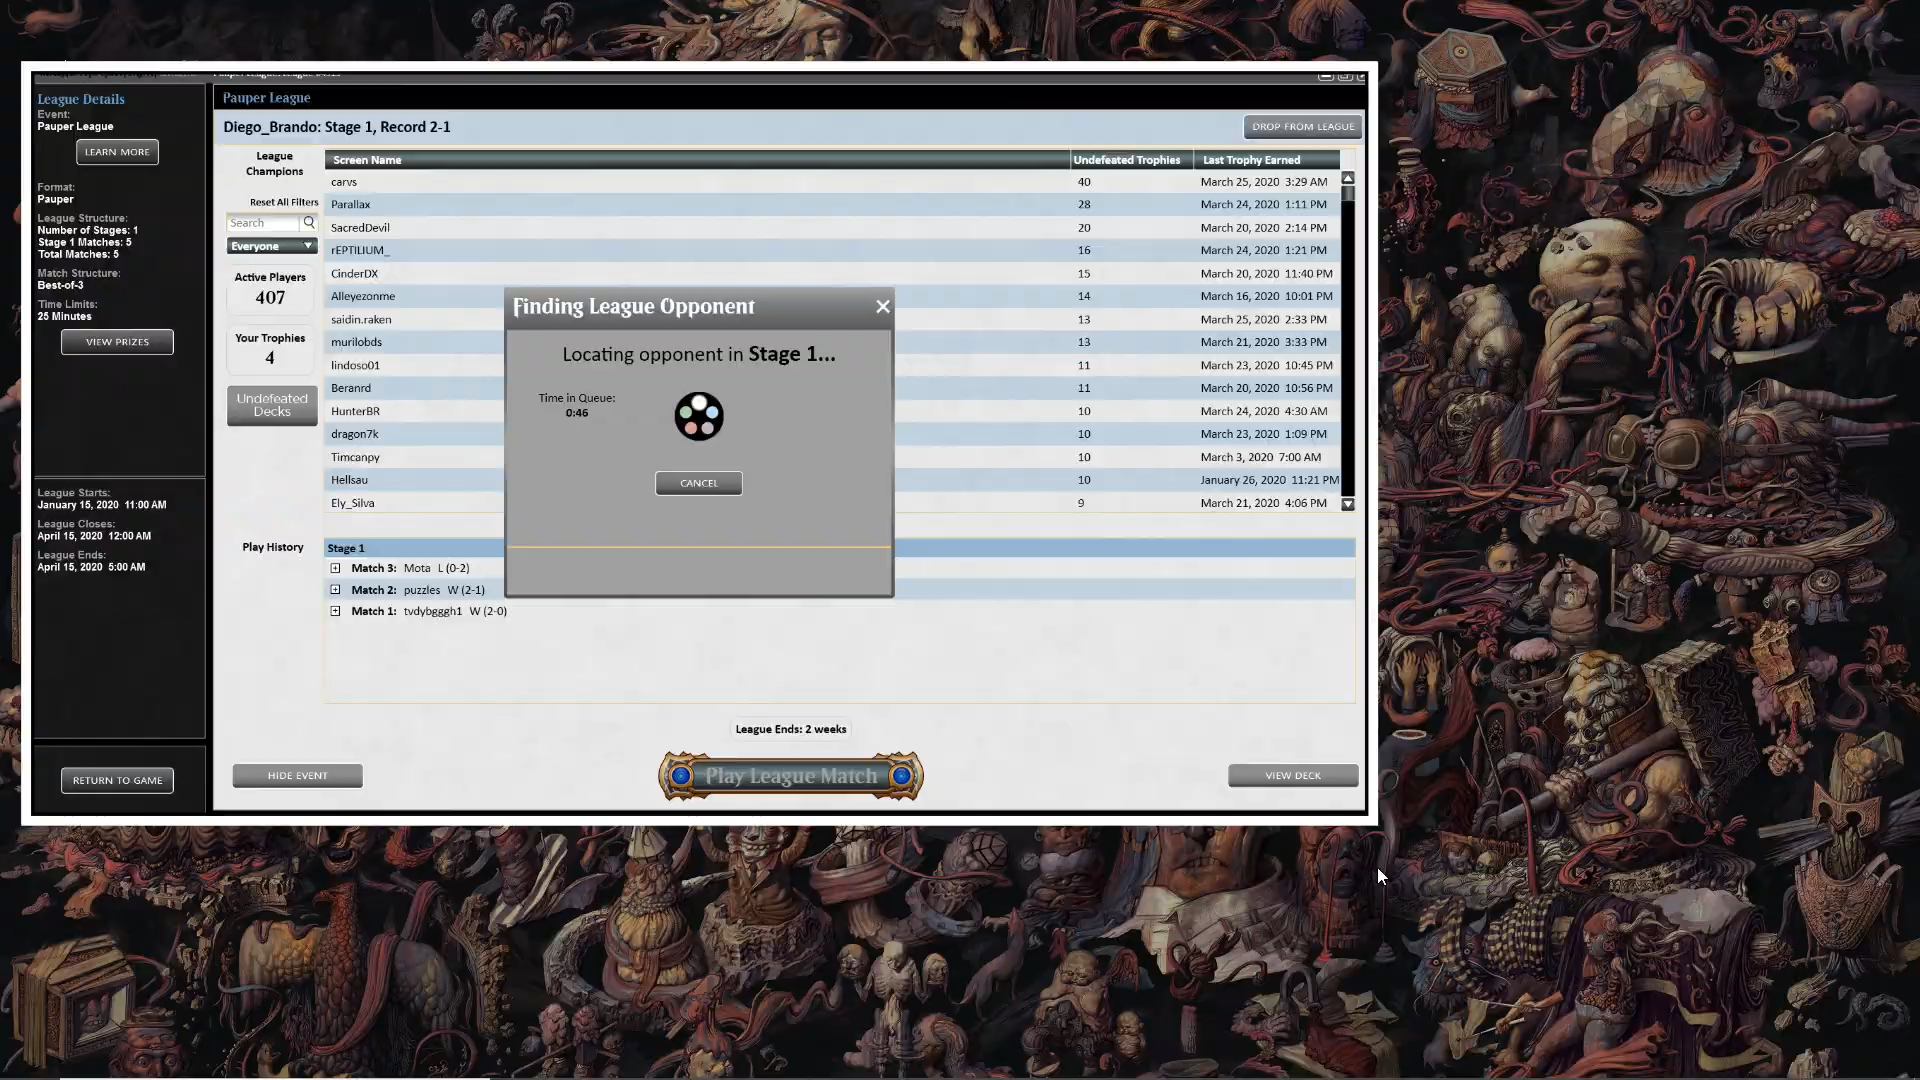 League Details
Event:
Pauper League
LEARN MORE
Format:
Pauper
League Structure:
Number of Stages: 1
Stage 1 Matches: 5
Total Matches: 5
Match Structure:
Best-of-3
Time Limits:
25 Minutes
VIEW PRIZES
League Starts:
January 15, 2020 11:00 AM
League Closes:
April 15, 2020 12:00 AM
League Ends:
April 15, 2020 5:00 AM
RETURN TO GAME
Pauper League
Diego_Brando: Stage 1, Record 2-1
DROP FROM LEAGUE
League
Champions
Reset All Filters
Search
Everyone
Active Players
407
Your Trophies
4
Undefeated
Decks
Screen Name Undefeated Trophies Last Trophy Earned
carvs 40 March 25, 2020 3:29 AM
Parallax 28 March 24, 2020 1:11 PM
SacredDevil 20 March 20, 2020 2:14 PM
rEPTILIUM_ 16 March 24, 2020 1:21 PM
CinderDX 15 March 20, 2020 11:40 PM
Alleyezonme 14 March 16, 2020 10:01 PM
saidin.raken 13 March 25, 2020 2:33 PM
murilobds 13 March 21, 2020 3:33 PM
lindoso01 11 March 23, 2020 10:45 PM
Beranrd 11 March 20, 2020 10:56 PM
HunterBR 10 March 24, 2020 4:30 AM
dragon7k 10 March 23, 2020 1:09 PM
Timcanpy 10 March 3, 2020 7:00 AM
Hellsau 10 January 26, 2020 11:21 PM
Ely_Silva 9 March 21, 2020 4:06 PM
Finding League Opponent
Locating opponent in Stage 1...
Time in Queue:
0:46
CANCEL
Play History
Stage 1
Match 3: Mota L (0-2)
Match 2: puzzles W (2-1)
Match 1: tvdybgggh1 W (2-0)
League Ends: 2 weeks
HIDE EVENT
Play League Match
VIEW DECK